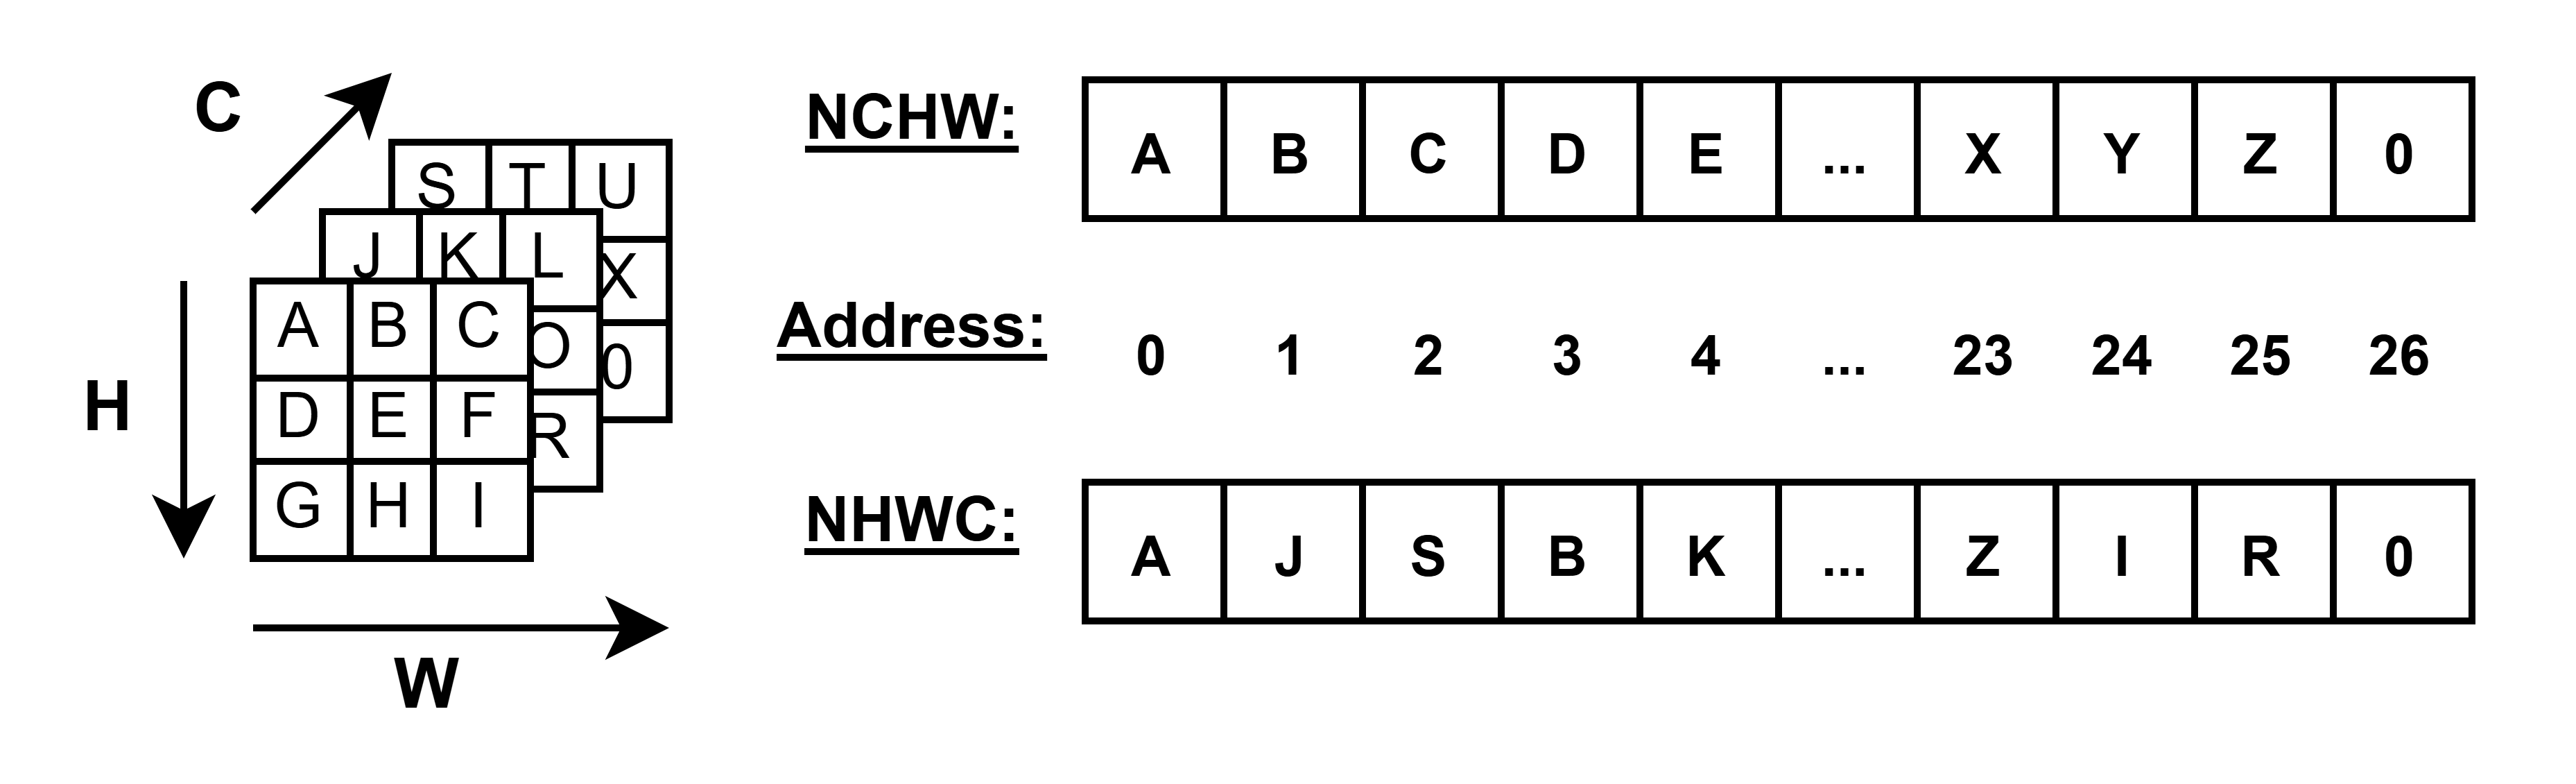 C
S T U
J K L
X
A B C
O
0
D E F
R
G H I
H
W
NCHW: A B C D E ... X Y Z 0
Address: 0 1 2 3 4 ... 23 24 25 26
NHWC: A J S B K ... Z I R 0